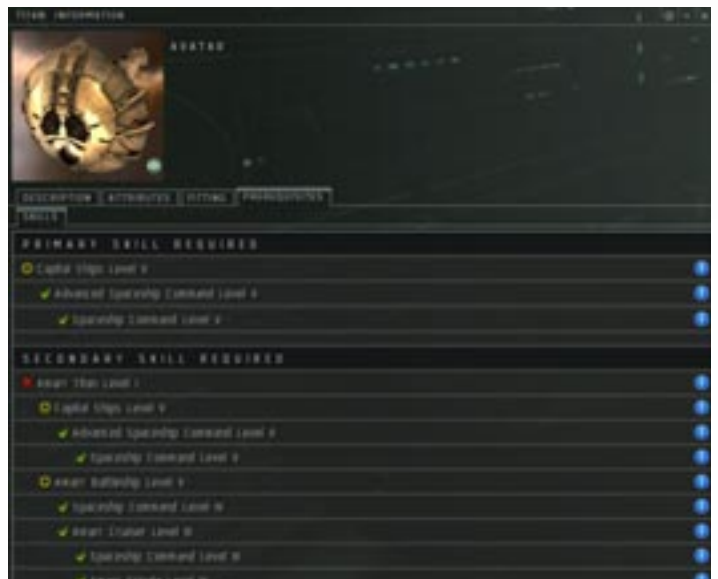 TITAN INFORMATION
AVATAR
DESCRIPTION ATTRIBUTES FITTING PREREQUISITES
SKILLS
PRIMARY SKILL REQUIRED
Capital Ships Level V
Advanced Spaceship Command Level V
Spaceship Command Level V
SECONDARY SKILL REQUIRED
Amarr Titan Level I
Capital Ships Level V
Advanced Spaceship Command Level V
Spaceship Command Level V
Amarr Battleship Level V
Spaceship Command Level IV
Amarr Cruiser Level IV
Spaceship Command Level III